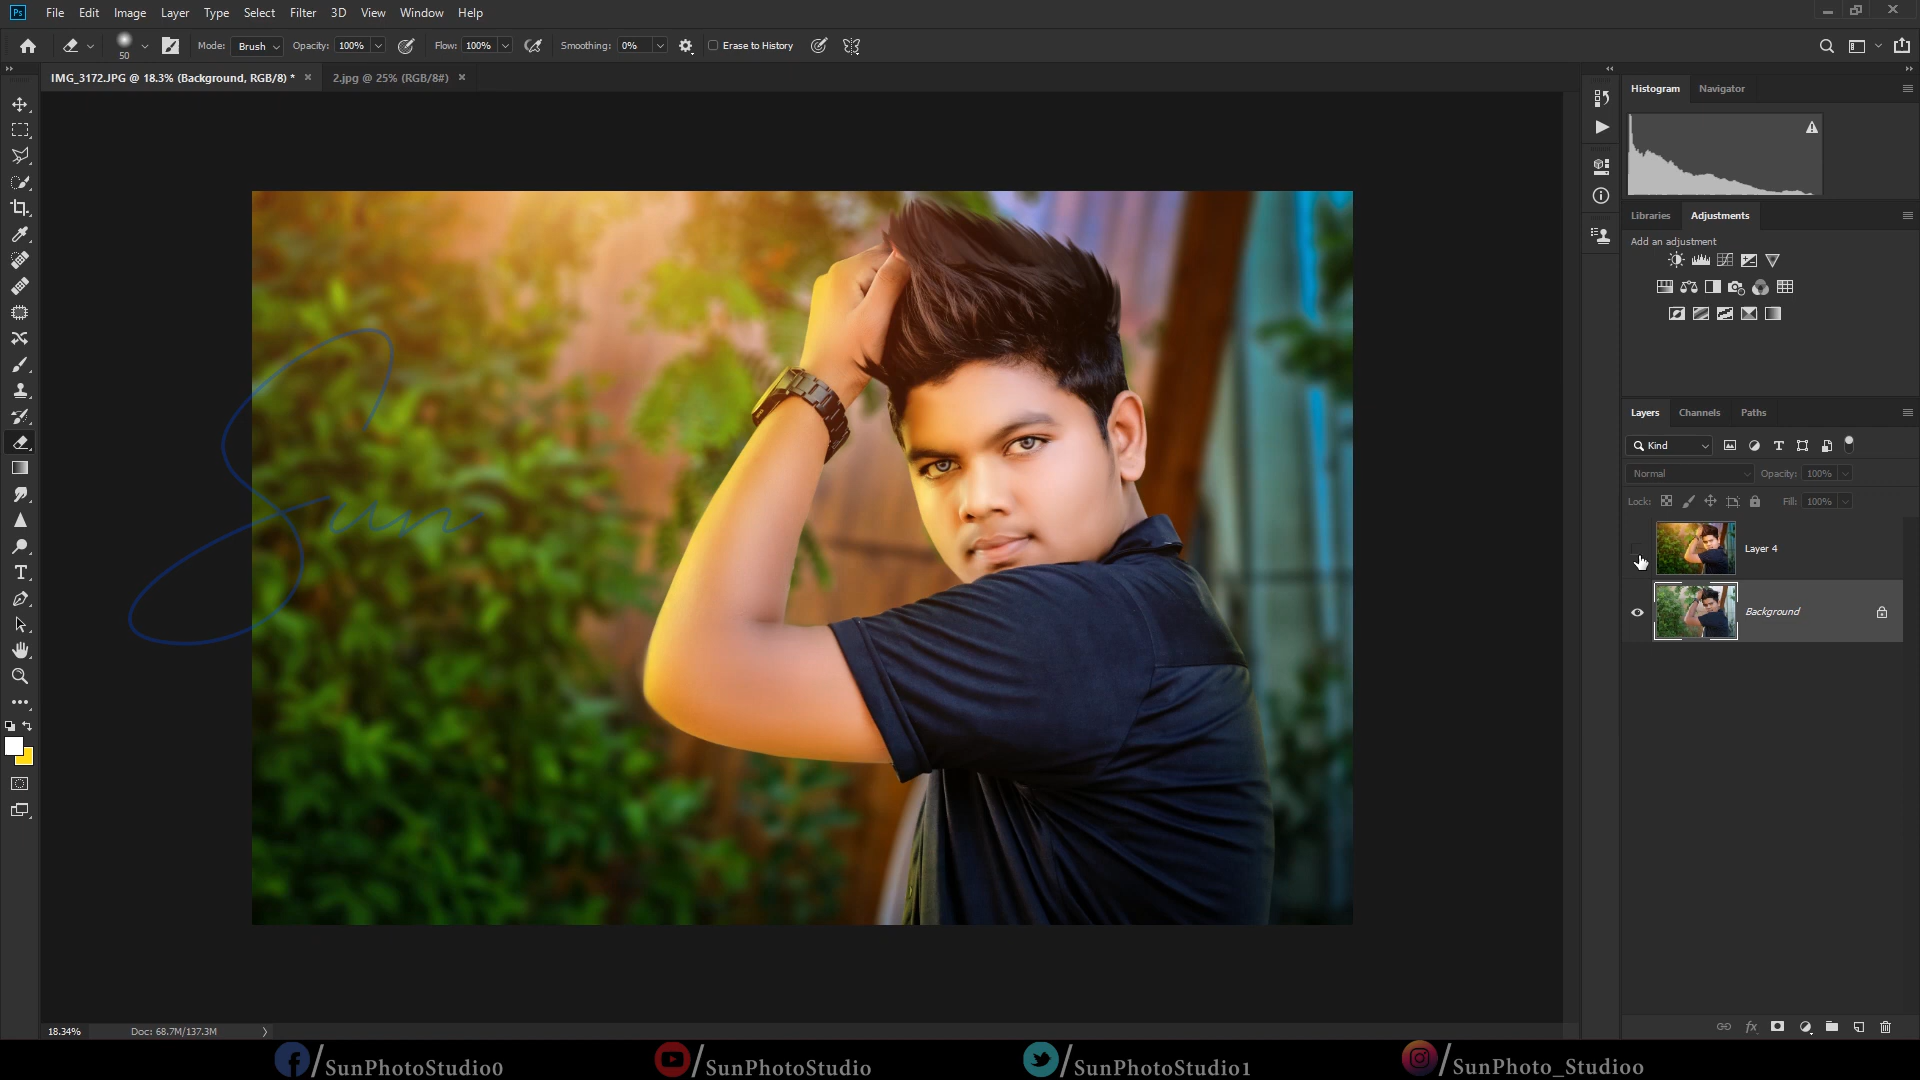 Ps File Edit Image Layer Type Select Filter 3D View Window Help
50 Mode: Brush Opacity: 100% Flow: 100% Smoothing: 0% Erase to History
IMG_3172.JPG @ 18.3% (Background, RGB/8) * × 2.jpg @ 25% (RGB/8#) ×
Histogram Navigator
Libraries Adjustments
Add an adjustment
Layers Channels Paths
Kind
Normal Opacity: 100%
Lock: Fill: 100%
Layer 4
Background
Sun
18.34% Doc: 68.7M/137.3M
/SunPhotoStudio0 /SunPhotoStudio /SunPhotoStudio1 /SunPhoto_Studioo